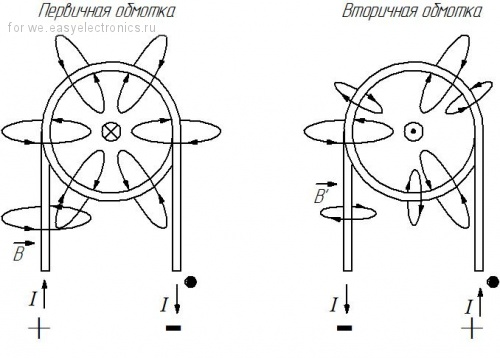 Первичная обмотка
Вторичная обмотка
for we.easyelectronics.ru
B
B'
I
I
I
I
+
-
-
+